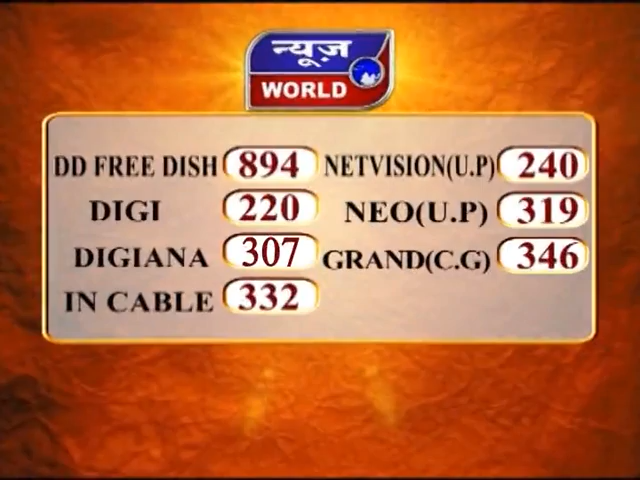 न्यूज़
WORLD
DD FREE DISH 894 NETVISION(U.P) 240
DIGI 220 NEO(U.P) 319
DIGIANA 307 GRAND(C.G) 346
IN CABLE 332